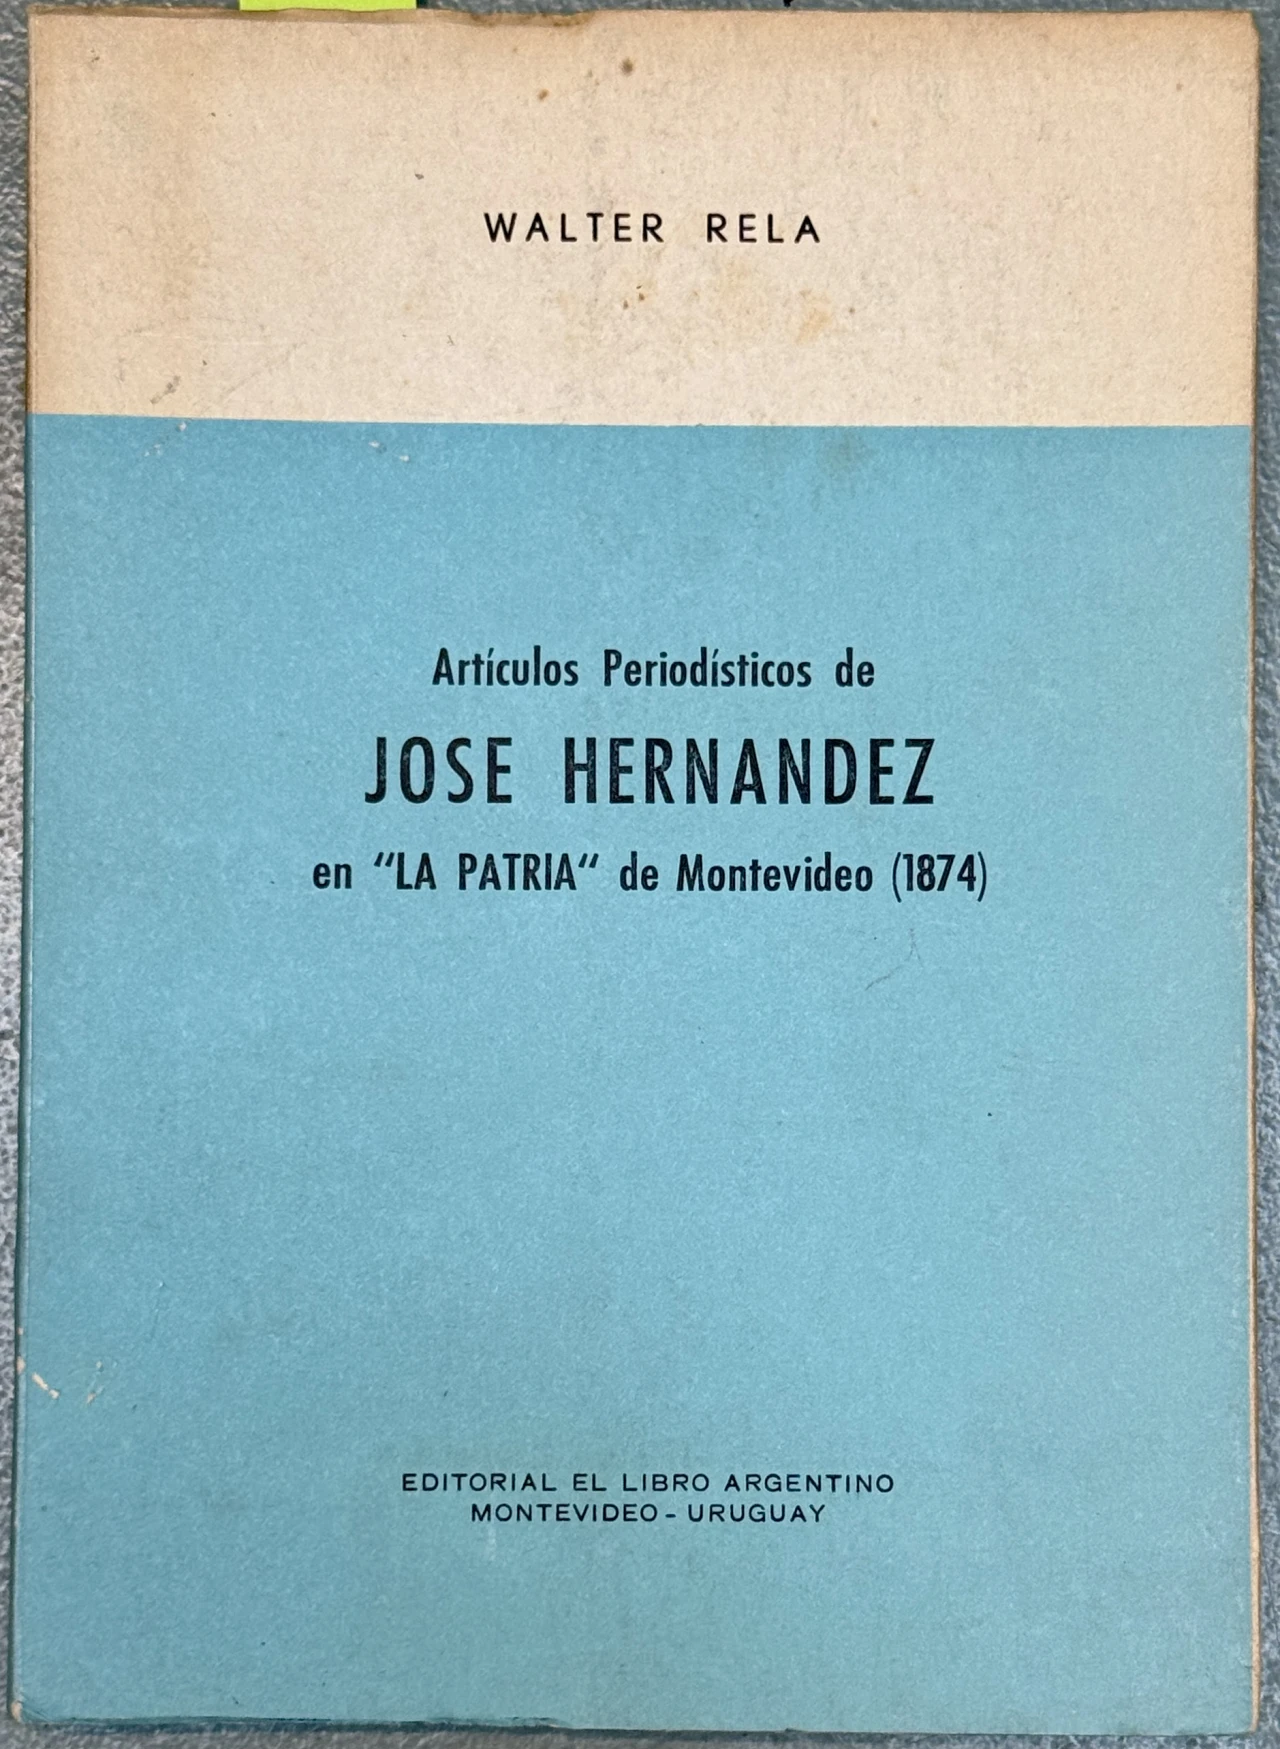 WALTER RELA
Artículos Periodísticos de
JOSE HERNANDEZ
en "LA PATRIA" de Montevideo (1874)
EDITORIAL EL LIBRO ARGENTINO
MONTEVIDEO - URUGUAY